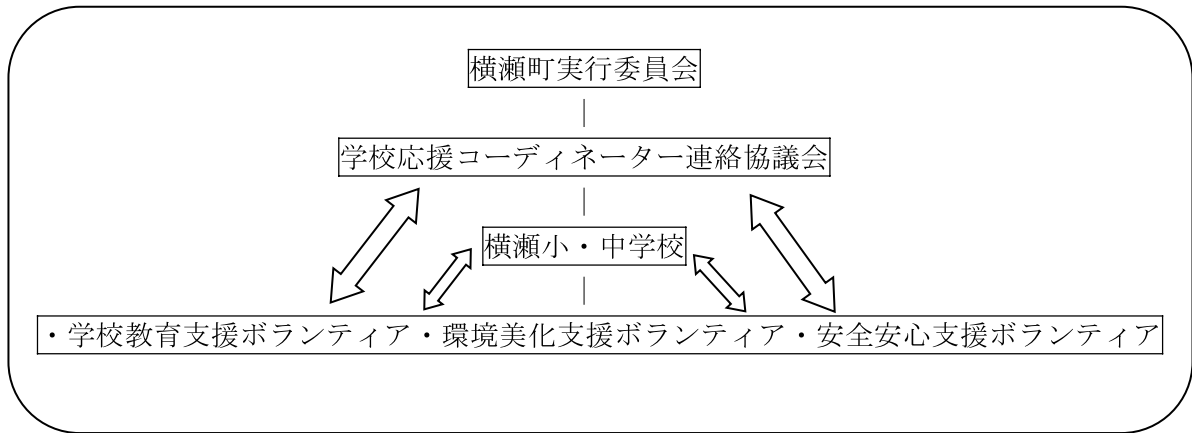 横瀬町実行委員会
学校応援コーディネーター連絡協議会
横瀬小・中学校
・学校教育支援ボランティア・環境美化支援ボランティア・安全安心支援ボランティア